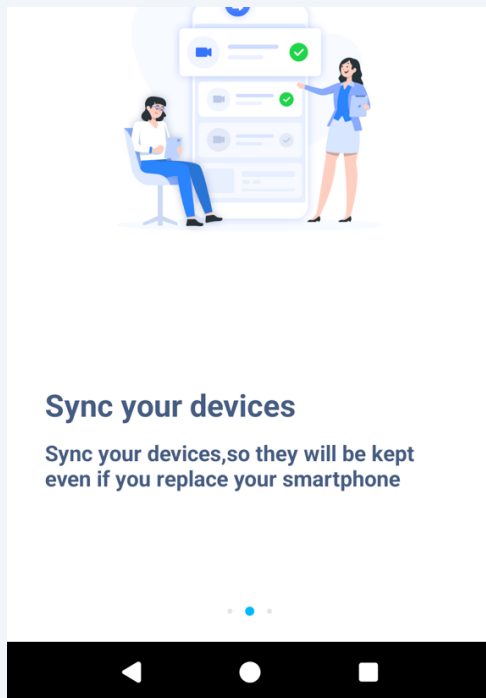 Sync your devices
Sync your devices,so they will be kept
even if you replace your smartphone